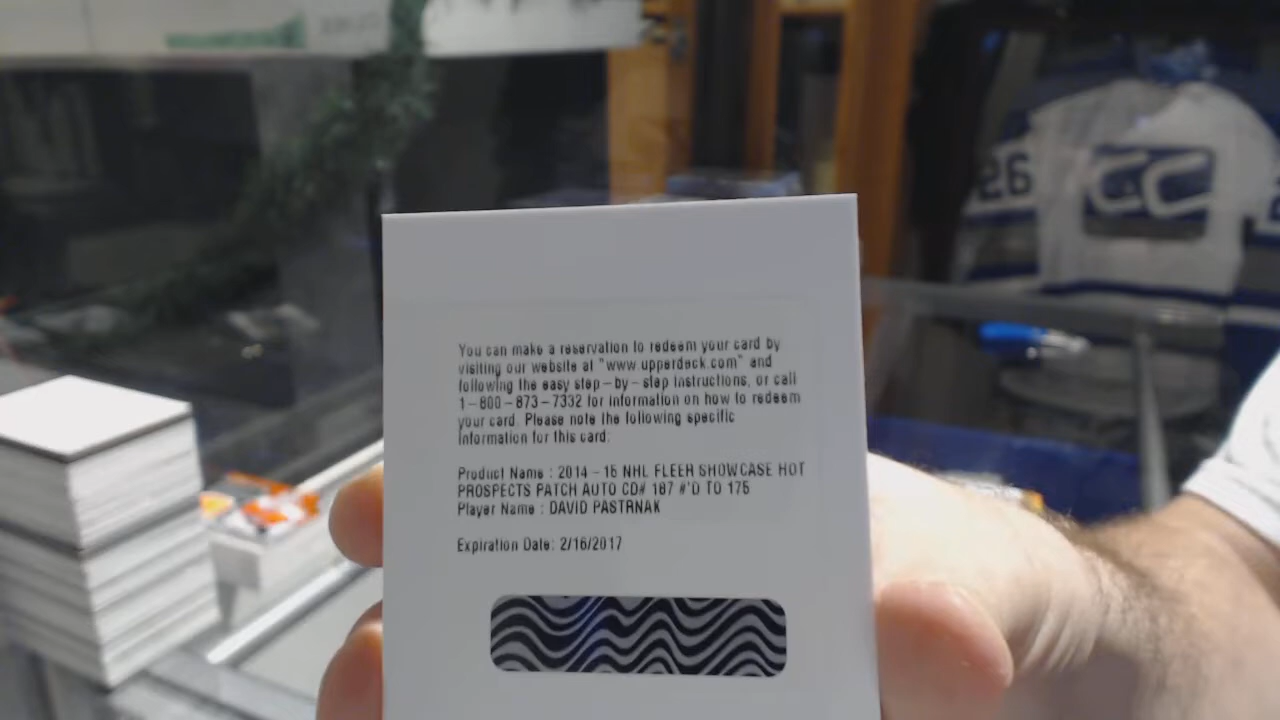 You can make a reservation to redeem your card by
visiting our website at "www.upperdeck.com" and
following the easy step-by-step instructions, or call
1-800-873-7332 for information on how to redeem
your card. Please note the following specific
information for this card:
Product Name : 2014-15 NHL FLEER SHOWCASE HOT
PROSPECTS PATCH AUTO CD# 187 #'D TO 175
Player Name : DAVID PASTRNAK
Expiration Date: 2/16/2017
26
CC